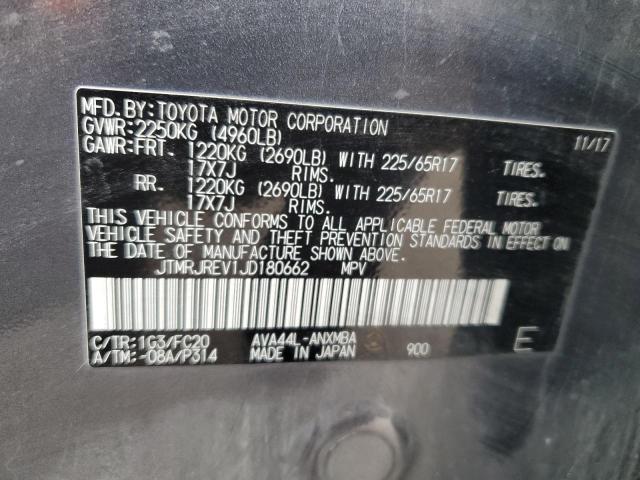 MFD. BY: TOYOTA MOTOR CORPORATION 11/17
GVWR: 2250KG (4960LB)
GAWR: FRT. 1220KG (2690LB) WITH 225/65R17 TIRES.
17X7J RIMS.
RR. 1220KG (2690LB) WITH 225/65R17 TIRES.
17X7J RIMS.
THIS VEHICLE CONFORMS TO ALL APPLICABLE FEDERAL MOTOR
VEHICLE SAFETY AND THEFT PREVENTION STANDARDS IN EFFECT ON
THE DATE OF MANUFACTURE SHOWN ABOVE.
JTMRJREV1JD180662 MPV
C/TR: 1G3/FC20 AVA44L-ANXMBA
A/TM: -08A/P314 MADE IN JAPAN 900 E